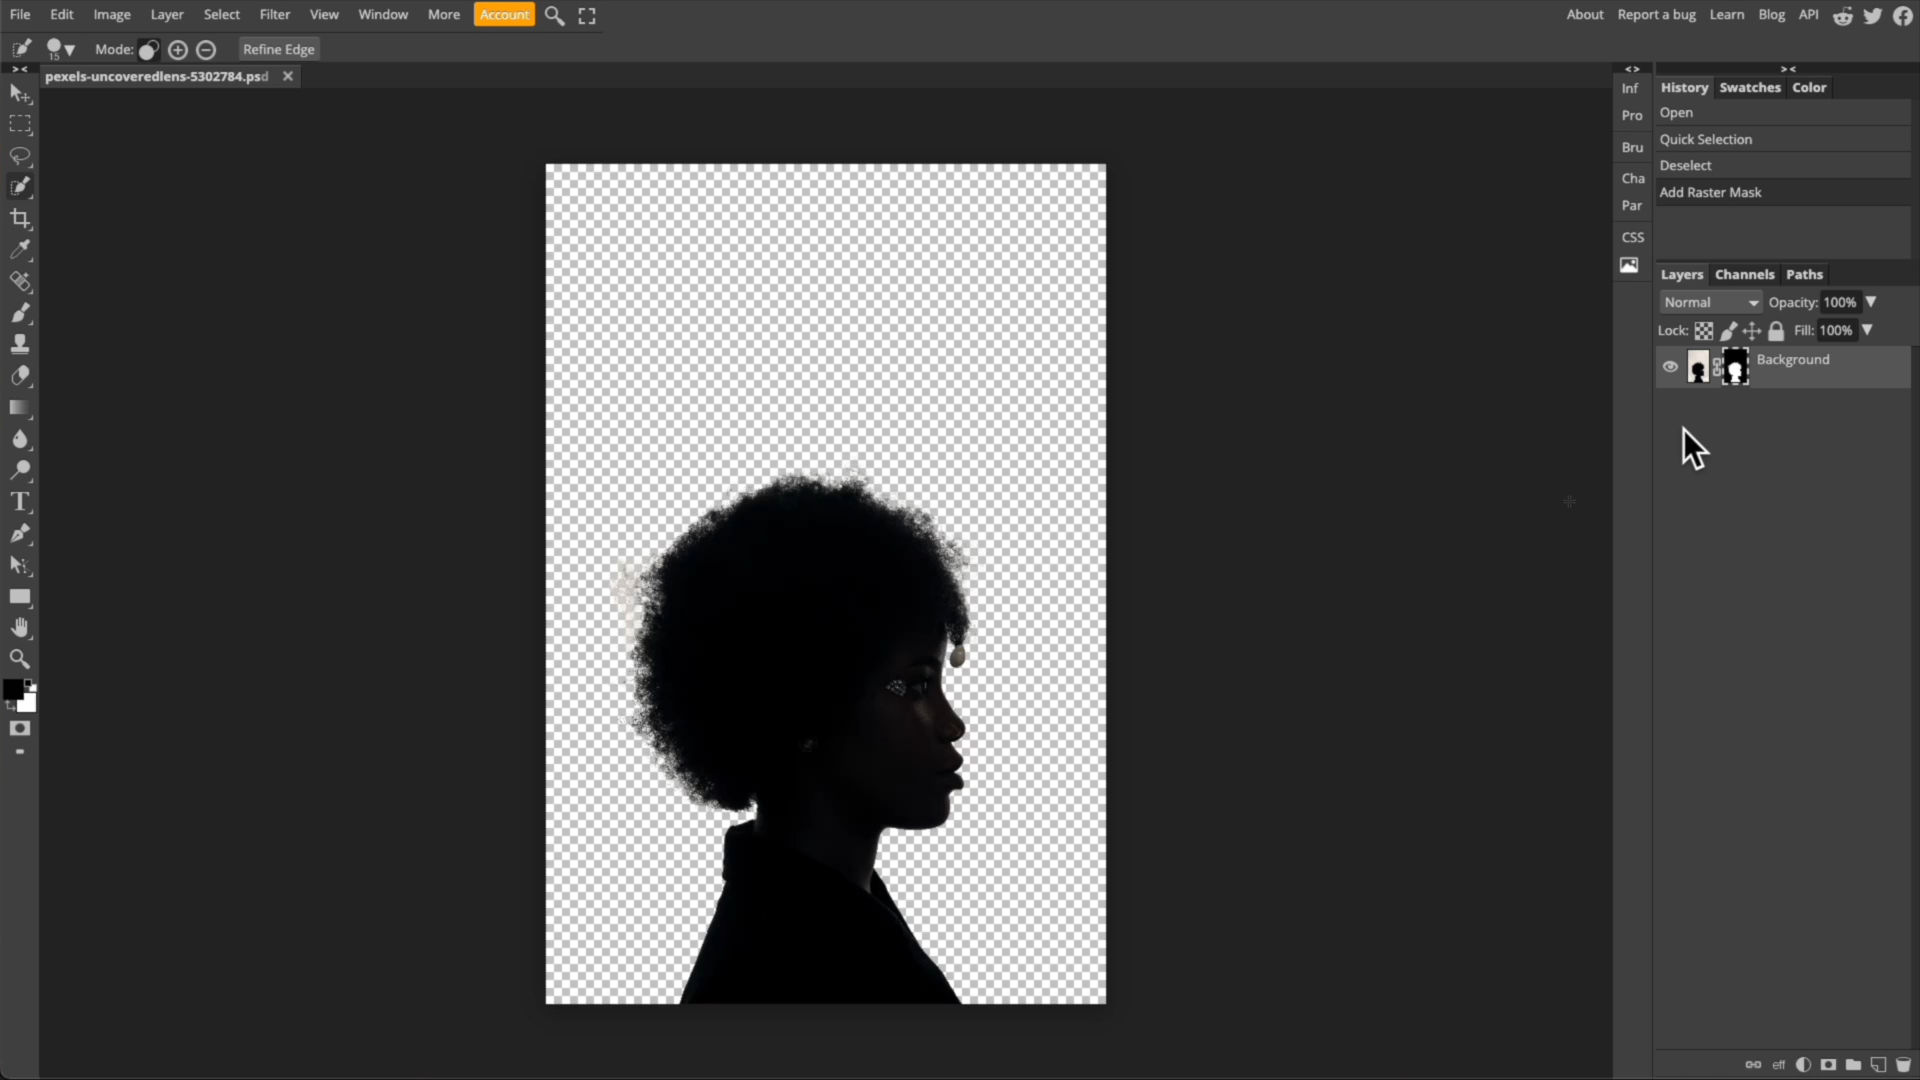 File Edit Image Layer Select Filter View Window More Account About Report a bug Learn Blog API
15 Mode: Refine Edge
pexels-uncoveredlens-5302784.psd
Inf
Pro
Bru
Cha
Par
CSS
History Swatches Color
Open
Quick Selection
Deselect
Add Raster Mask
Layers Channels Paths
Normal Opacity: 100%
Lock: Fill: 100%
Background
T
eff